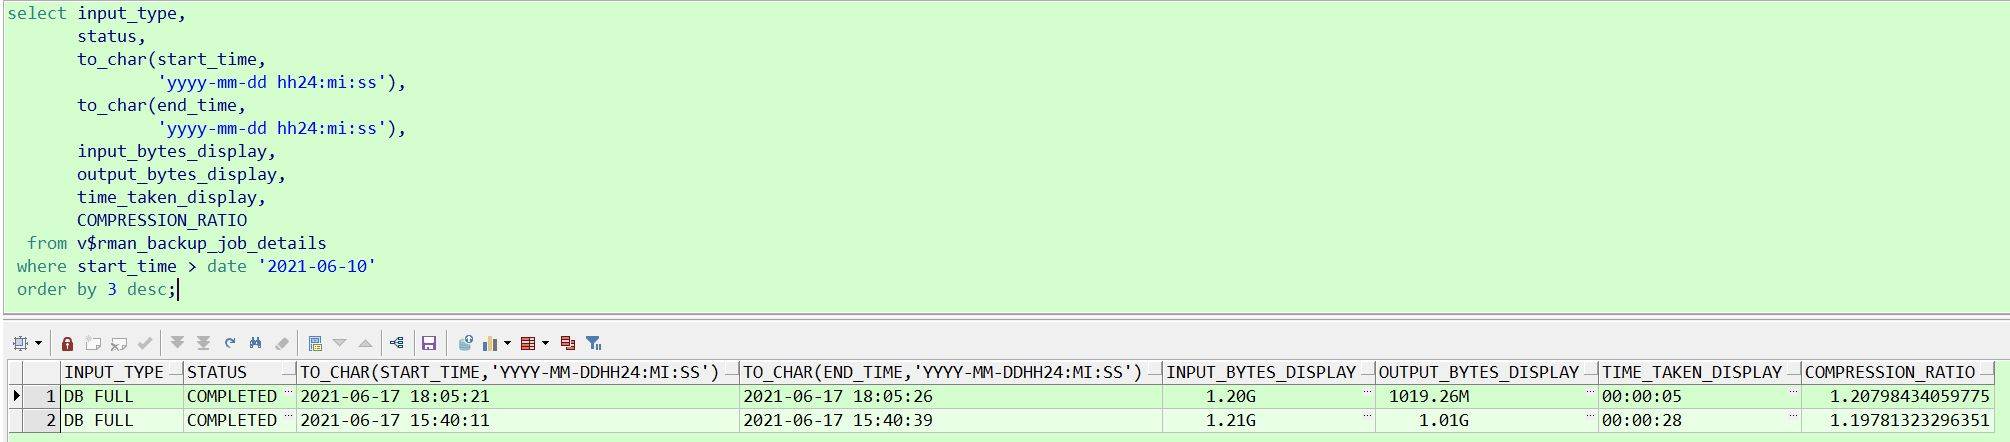 select input_type,
       status,
       to_char(start_time,
               'yyyy-mm-dd hh24:mi:ss'),
       to_char(end_time,
               'yyyy-mm-dd hh24:mi:ss'),
       input_bytes_display,
       output_bytes_display,
       time_taken_display,
       COMPRESSION_RATIO
  from v$rman_backup_job_details
 where start_time > date '2021-06-10'
 order by 3 desc;
INPUT_TYPE STATUS TO_CHAR(START_TIME,'YYYY-MM-DDHH24:MI:SS') TO_CHAR(END_TIME,'YYYY-MM-DDHH24:MI:SS') INPUT_BYTES_DISPLAY OUTPUT_BYTES_DISPLAY TIME_TAKEN_DISPLAY COMPRESSION_RATIO
1 DB FULL COMPLETED 2021-06-17 18:05:21 2021-06-17 18:05:26 1.20G 1019.26M 00:00:05 1.20798434059775
2 DB FULL COMPLETED 2021-06-17 15:40:11 2021-06-17 15:40:39 1.21G 1.01G 00:00:28 1.19781323296351